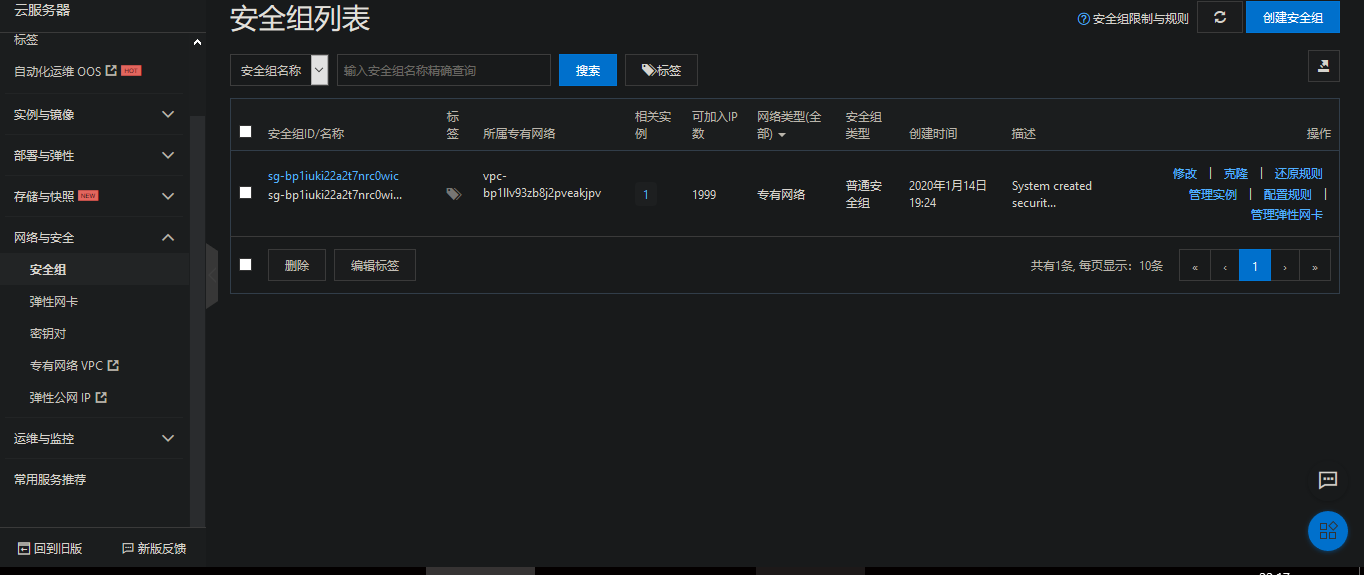 云服务器
标签
自动化运维 OOS HOT
实例与镜像
部署与弹性
存储与快照 NEW
网络与安全
安全组
弹性网卡
密钥对
专有网络 VPC
弹性公网 IP
运维与监控
常用服务推荐
回到旧版 新版反馈
安全组列表
安全组限制与规则 创建安全组
安全组名称 输入安全组名称精确查询 搜索 标签
安全组ID/名称
标
签
所属专有网络
相关实
例
可加入IP
数
网络类型(全
部)
安全组
类型
创建时间
描述
操作
sg-bp1iuki22a2t7nrc0wic
sg-bp1iuki22a2t7nrc0wi...
vpc-
bp1llv93zb8j2pveakjpv
1
1999
专有网络
普通安
全组
2020年1月14日
19:24
System created
securit...
修改 | 克隆 | 还原规则
管理实例 | 配置规则 |
管理弹性网卡
删除 编辑标签 共有1条, 每页显示：10条 « ‹ 1 › »